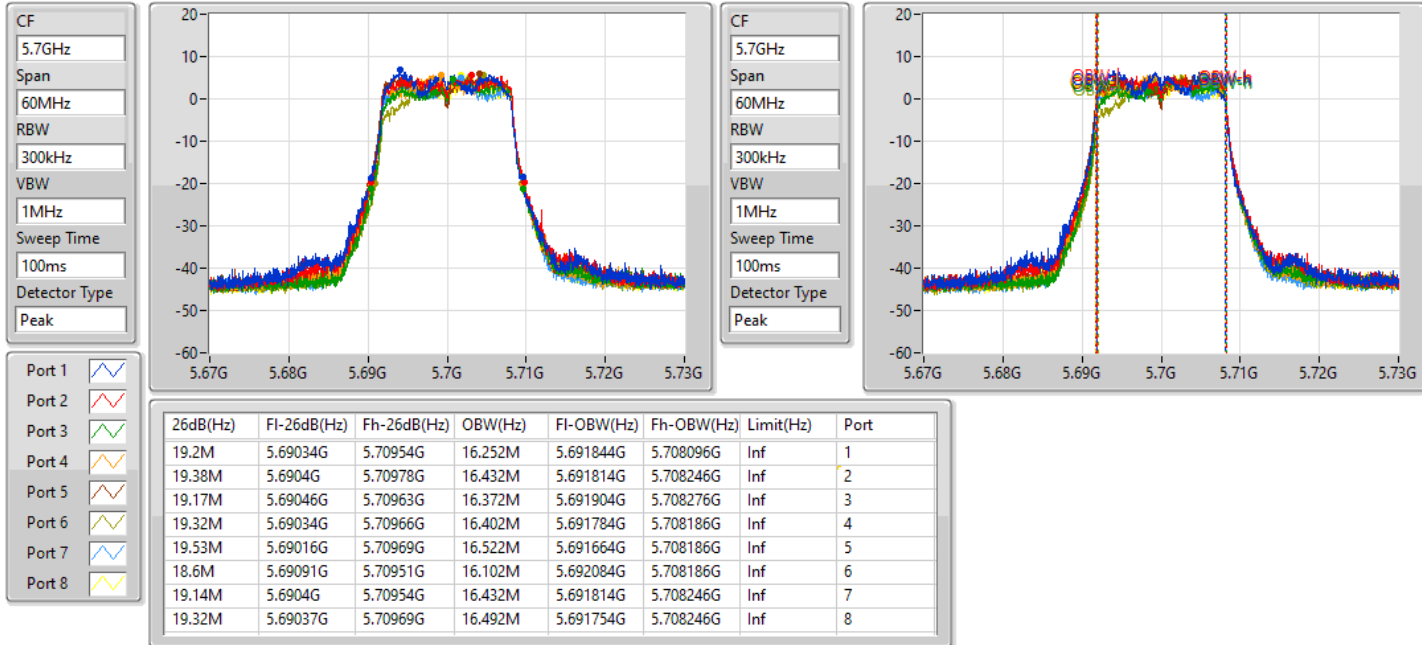 CF
5.7GHz
Span
60MHz
RBW
300kHz
VBW
1MHz
Sweep Time
100ms
Detector Type
Peak
20
10
0
-10
-20
-30
-40
-50
-60
5.67G 5.68G 5.69G 5.7G 5.71G 5.72G 5.73G
CF
5.7GHz
Span
60MHz
RBW
300kHz
VBW
1MHz
Sweep Time
100ms
Detector Type
Peak
20
10
0
-10
-20
-30
-40
-50
-60
OBW-h
5.67G 5.68G 5.69G 5.7G 5.71G 5.72G 5.73G
Port 1
Port 2
Port 3
Port 4
Port 5
Port 6
Port 7
Port 8
26dB(Hz) Fl-26dB(Hz) Fh-26dB(Hz) OBW(Hz) Fl-OBW(Hz) Fh-OBW(Hz) Limit(Hz) Port
19.2M 5.69034G 5.70954G 16.252M 5.691844G 5.708096G Inf 1
19.38M 5.6904G 5.70978G 16.432M 5.691814G 5.708246G Inf 2
19.17M 5.69046G 5.70963G 16.372M 5.691904G 5.708276G Inf 3
19.32M 5.69034G 5.70966G 16.402M 5.691784G 5.708186G Inf 4
19.53M 5.69016G 5.70969G 16.522M 5.691664G 5.708186G Inf 5
18.6M 5.69091G 5.70951G 16.102M 5.692084G 5.708186G Inf 6
19.14M 5.6904G 5.70954G 16.432M 5.691814G 5.708246G Inf 7
19.32M 5.69037G 5.70969G 16.492M 5.691754G 5.708246G Inf 8